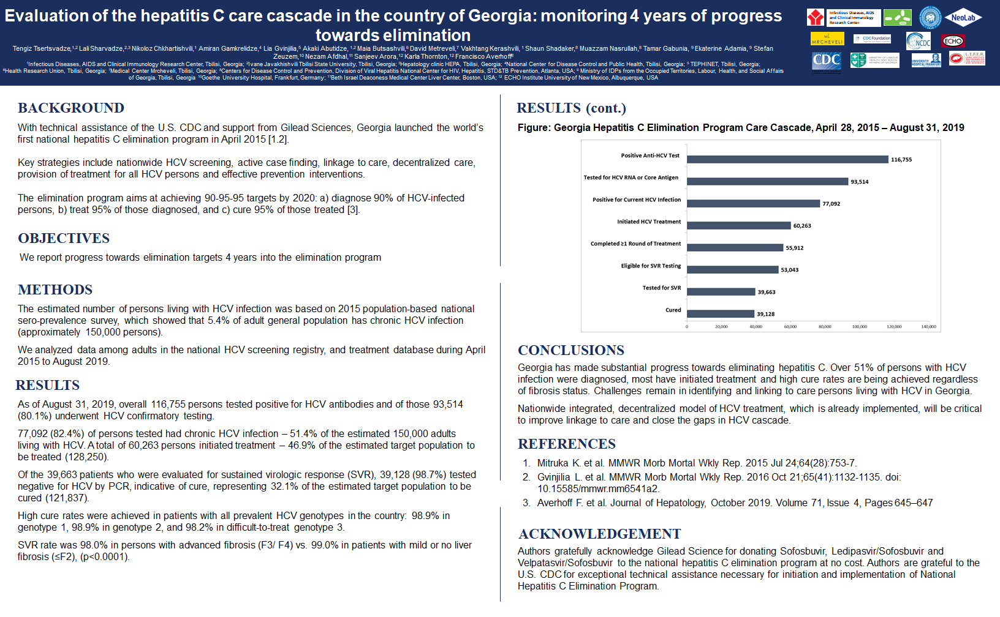 Evaluation of the hepatitis C care cascade in the country of Georgia: monitoring 4 years of progress
towards elimination
Tengiz Tsertsvadze,1,2 Lali Sharvadze,2,3 Nikoloz Chkhartishvili,1 Amiran Gamkrelidze,4 Lia Gvinjilia,5 Akaki Abutidze, 1,2 Maia Butsashvili,6 David Metreveli,7 Vakhtang Kerashvili, 1 Shaun Shadaker,8 Muazzam Nasrullah,8 Tamar Gabunia, 9 Ekaterine Adamia, 9 Stefan
Zeuzem,10 Nezam Afdhal,11 Sanjeev Arora,12 Karla Thornton,12 Francisco Averhoff8
1Infectious Diseases, AIDS and Clinical Immunology Research Center, Tbilisi, Georgia; 2Ivane Javakhishvili Tbilisi State University, Tbilisi, Georgia; 3Hepatology clinic HEPA, Tbilisi, Georgia; 4National Center for Disease Control and Public Health, Tbilisi, Georgia; 5 TEPHINET, Tbilisi, Georgia;
6Health Research Union, Tbilisi, Georgia; 7Medical Center Mrcheveli, Tbilisi, Georgia; 8Centers for Disease Control and Prevention, Division of Viral Hepatitis National Center for HIV, Hepatitis, STD&TB Prevention, Atlanta, USA; 9 Ministry of IDPs from the Occupied Territories, Labour, Health, and Social Affairs
of Georgia, Tbilisi, Georgia 10Goethe University Hospital, Frankfurt, Germany; 11Beth Israel Deaconess Medical Center Liver Center, Boston, USA; 12 ECHO Institute University of New Mexico, Albuquerque, USA
Infectious Diseases, AIDS
and Clinical Immunology
Research Center
NeoLab
MRCHEVELI
CDC Foundation
NCDC
ECHO
CDC
UNIVERSITY
HOSPITAL FRANKFURT
L.I.F.E.R.
BACKGROUND
With technical assistance of the U.S. CDC and support from Gilead Sciences, Georgia launched the world's
first national hepatitis C elimination program in April 2015 [1.2].
Key strategies include nationwide HCV screening, active case finding, linkage to care, decentralized care,
provision of treatment for all HCV persons and effective prevention interventions.
The elimination program aims at achieving 90-95-95 targets by 2020: a) diagnose 90% of HCV-infected
persons, b) treat 95% of those diagnosed, and c) cure 95% of those treated [3].
OBJECTIVES
We report progress towards elimination targets 4 years into the elimination program
METHODS
The estimated number of persons living with HCV infection was based on 2015 population-based national
sero-prevalence survey, which showed that 5.4% of adult general population has chronic HCV infection
(approximately 150,000 persons).
We analyzed data among adults in the national HCV screening registry, and treatment database during April
2015 to August 2019.
RESULTS
As of August 31, 2019, overall 116,755 persons tested positive for HCV antibodies and of those 93,514
(80.1%) underwent HCV confirmatory testing.
77,092 (82.4%) of persons tested had chronic HCV infection – 51.4% of the estimated 150,000 adults
living with HCV. A total of 60,263 persons initiated treatment – 46.9% of the estimated target population to
be treated (128,250).
Of the 39,663 patients who were evaluated for sustained virologic response (SVR), 39,128 (98.7%) tested
negative for HCV by PCR, indicative of cure, representing 32.1% of the estimated target population to be
cured (121,837).
High cure rates were achieved in patients with all prevalent HCV genotypes in the country: 98.9% in
genotype 1, 98.9% in genotype 2, and 98.2% in difficult-to-treat genotype 3.
SVR rate was 98.0% in persons with advanced fibrosis (F3/ F4) vs. 99.0% in patients with mild or no liver
fibrosis (≤F2), (p<0.0001).
RESULTS (cont.)
Figure: Georgia Hepatitis C Elimination Program Care Cascade, April 28, 2015 – August 31, 2019
Positive Anti-HCV Test 116,755
Tested for HCV RNA or Core Antigen 93,514
Positive for Current HCV Infection 77,092
Initiated HCV Treatment 60,263
Completed ≥1 Round of Treatment 55,912
Eligible for SVR Testing 53,043
Tested for SVR 39,663
Cured 39,128
0 20,000 40,000 60,000 80,000 100,000 120,000 140,000
CONCLUSIONS
Georgia has made substantial progress towards eliminating hepatitis C. Over 51% of persons with HCV
infection were diagnosed, most have initiated treatment and high cure rates are being achieved regardless
of fibrosis status. Challenges remain in identifying and linking to care persons living with HCV in Georgia.
Nationwide integrated, decentralized model of HCV treatment, which is already implemented, will be critical
to improve linkage to care and close the gaps in HCV cascade.
REFERENCES
1. Mitruka K. et al. MMWR Morb Mortal Wkly Rep. 2015 Jul 24;64(28):753-7.
2. Gvinjilia L. et al. MMWR Morb Mortal Wkly Rep. 2016 Oct 21;65(41):1132-1135. doi:
10.15585/mmwr.mm6541a2.
3. Averhoff F. et al. Journal of Hepatology, October 2019. Volume 71, Issue 4, Pages 645–647
ACKNOWLEDGEMENT
Authors gratefully acknowledge Gilead Science for donating Sofosbuvir, Ledipasvir/Sofosbuvir and
Velpatasvir/Sofosbuvir to the national hepatitis C elimination program at no cost. Authors are grateful to the
U.S. CDC for exceptional technical assistance necessary for initiation and implementation of National
Hepatitis C Elimination Program.